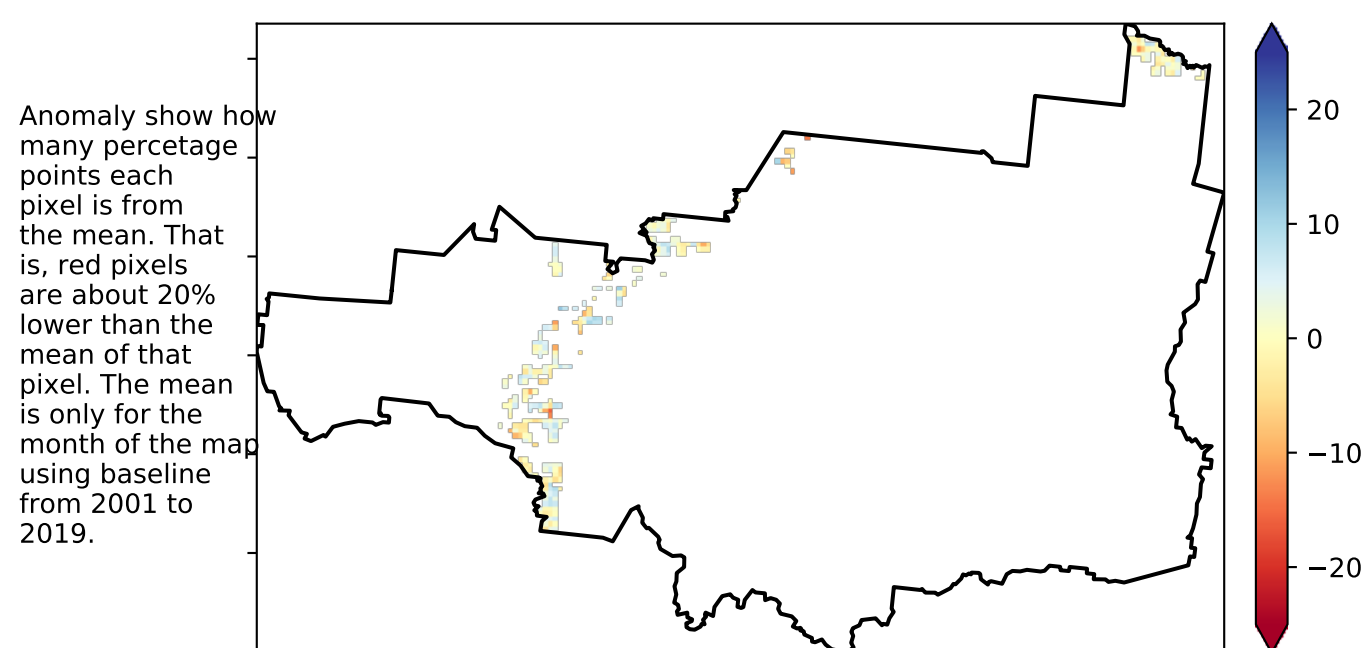 Anomaly show how
many percetage
points each
pixel is from
the mean. That
is, red pixels
are about 20%
lower than the
mean of that
pixel. The mean
is only for the
month of the map
using baseline
from 2001 to
2019.
20
10
0
−10
−20